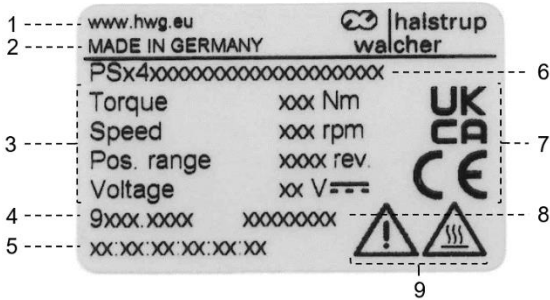 1 www.hwg.eu halstrup
2 MADE IN GERMANY walcher
PSx4xxxxxxxxxxxxxxxxxxxxx 6
Torque xxx Nm UK
3 Speed xxx rpm CA 7
Pos. range xxxx rev. CE
Voltage xx V
4 9xxx.xxxx xxxxxxxxx 8
5 xx:xx:xx:xx:xx:xx
9